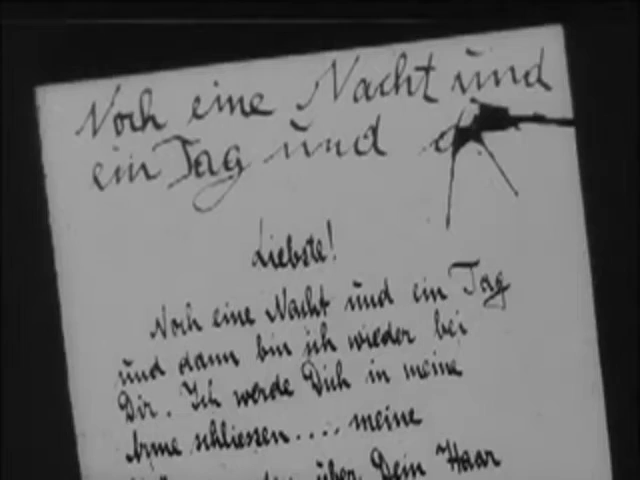 Noch eine Nacht und
ein Tag und d
Liebste!
Noch eine Nacht und ein Tag
und dann bin ich wieder bei
Dir. Ich werde Dich in meine
Arme schliessen.... meine
über Dein Haar